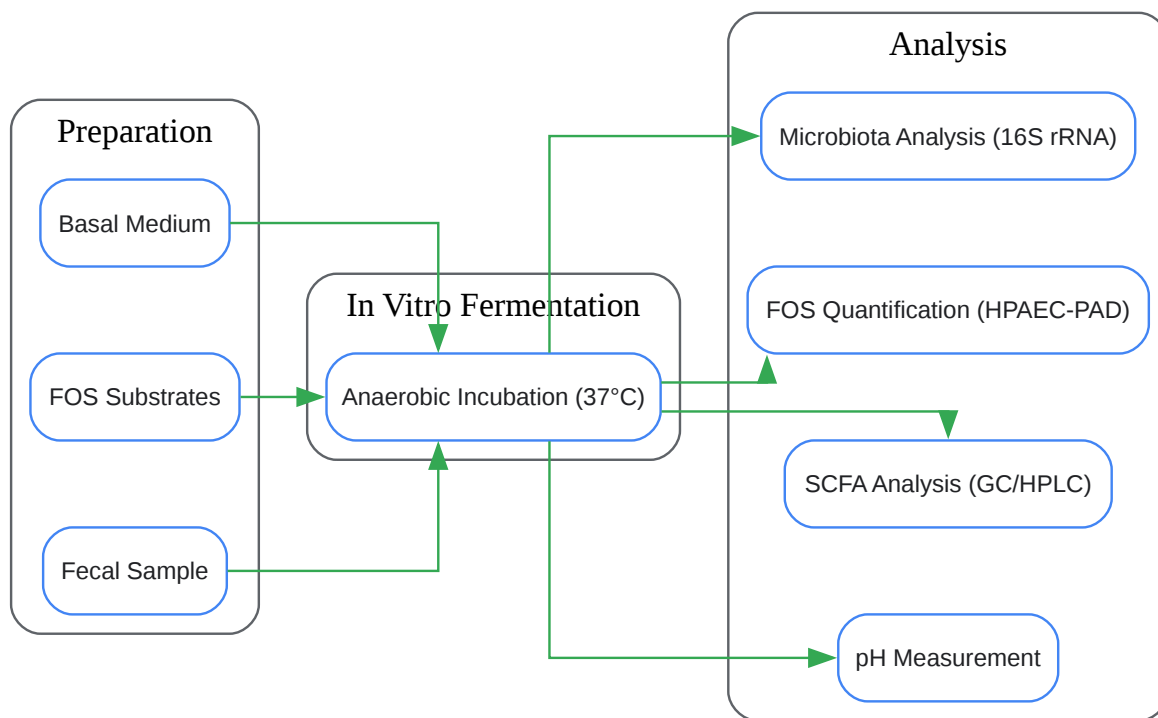 Preparation
Basal Medium
FOS Substrates
Fecal Sample
In Vitro Fermentation
Anaerobic Incubation (37°C)
Analysis
Microbiota Analysis (16S rRNA)
FOS Quantification (HPAEC-PAD)
SCFA Analysis (GC/HPLC)
pH Measurement